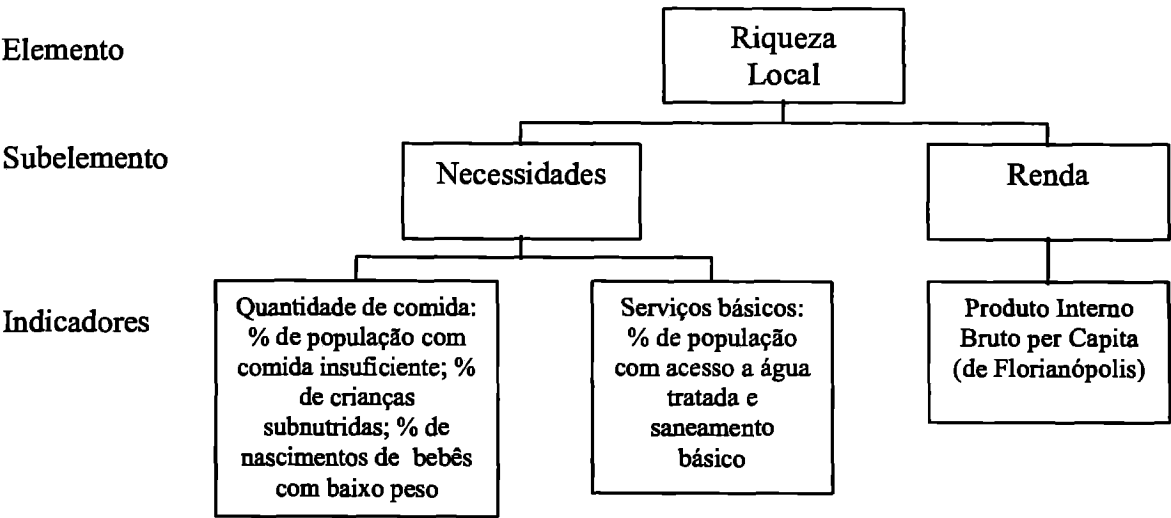 Elemento
Riqueza
Local
Subelemento
Necessidades
Renda
Indicadores
Quantidade de comida:
% de população com
comida insuficiente; %
de crianças
subnutridas; % de
nascimentos de bebês
com baixo peso
Serviços básicos:
% de população
com acesso a água
tratada e
saneamento
básico
Produto Interno
Bruto per Capita
(de Florianópolis)